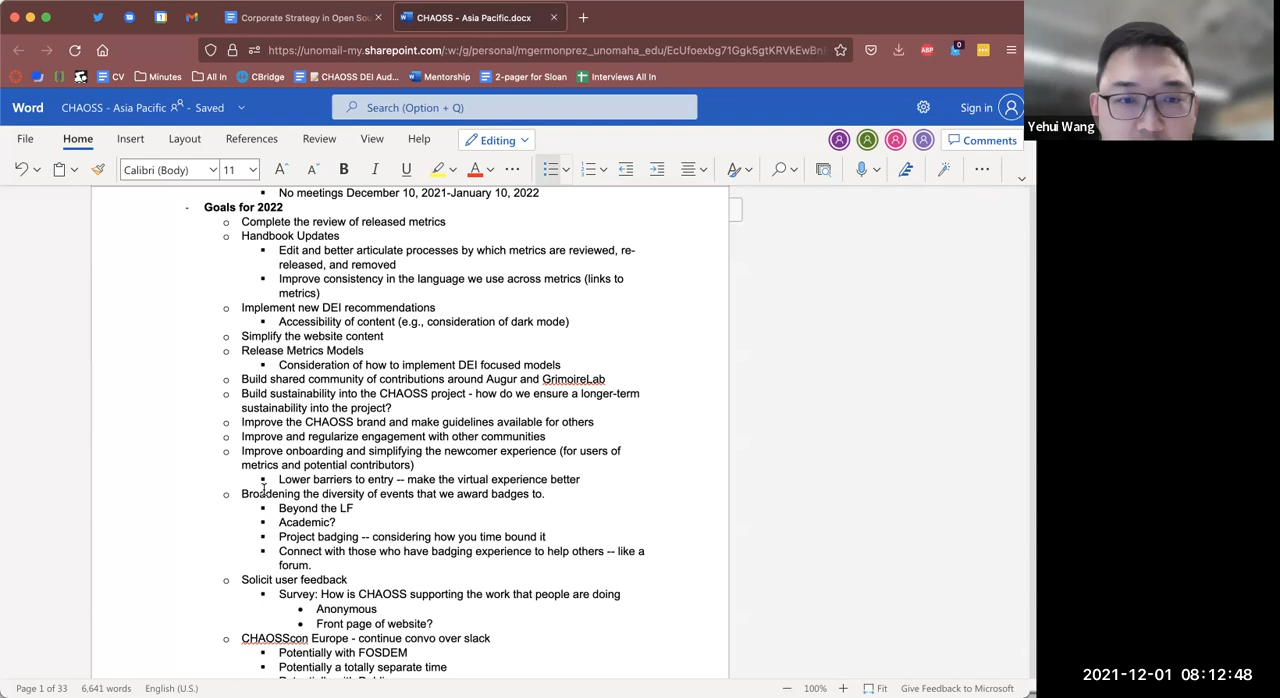 Corporate Strategy in Open Sou
CHAOSS - Asia Pacific.docx
https://unomail-my.sharepoint.com/:w:/g/personal/mgermonprez_unomaha_edu/EcUfoexbg71Ggk5gtKRVkEwBn
ABP
0
CV
Minutes
All In
CBridge
CHAOSS DEI Aud...
Mentorship
2-pager for Sloan
Interviews All In
Word
CHAOSS - Asia Pacific - Saved
Search (Option + Q)
Sign in
Yehui Wang
File
Home
Insert
Layout
References
Review
View
Help
Editing
Comments
Calibri (Body)
11
No meetings December 10, 2021-January 10, 2022
- Goals for 2022
o Complete the review of released metrics
o Handbook Updates
▪ Edit and better articulate processes by which metrics are reviewed, re-
released, and removed
▪ Improve consistency in the language we use across metrics (links to
metrics)
o Implement new DEI recommendations
▪ Accessibility of content (e.g., consideration of dark mode)
o Simplify the website content
o Release Metrics Models
▪ Consideration of how to implement DEI focused models
o Build shared community of contributions around Augur and GrimoireLab
o Build sustainability into the CHAOSS project - how do we ensure a longer-term
sustainability into the project?
o Improve the CHAOSS brand and make guidelines available for others
o Improve and regularize engagement with other communities
o Improve onboarding and simplifying the newcomer experience (for users of
metrics and potential contributors)
▪ Lower barriers to entry -- make the virtual experience better
o Broadening the diversity of events that we award badges to.
▪ Beyond the LF
▪ Academic?
▪ Project badging -- considering how you time bound it
▪ Connect with those who have badging experience to help others -- like a
forum.
o Solicit user feedback
▪ Survey: How is CHAOSS supporting the work that people are doing
• Anonymous
• Front page of website?
o CHAOSScon Europe - continue convo over slack
▪ Potentially with FOSDEM
▪ Potentially a totally separate time
Page 1 of 33
6,641 words
English (U.S.)
100%
Fit
Give Feedback to Microsoft
2021-12-01 08:12:48